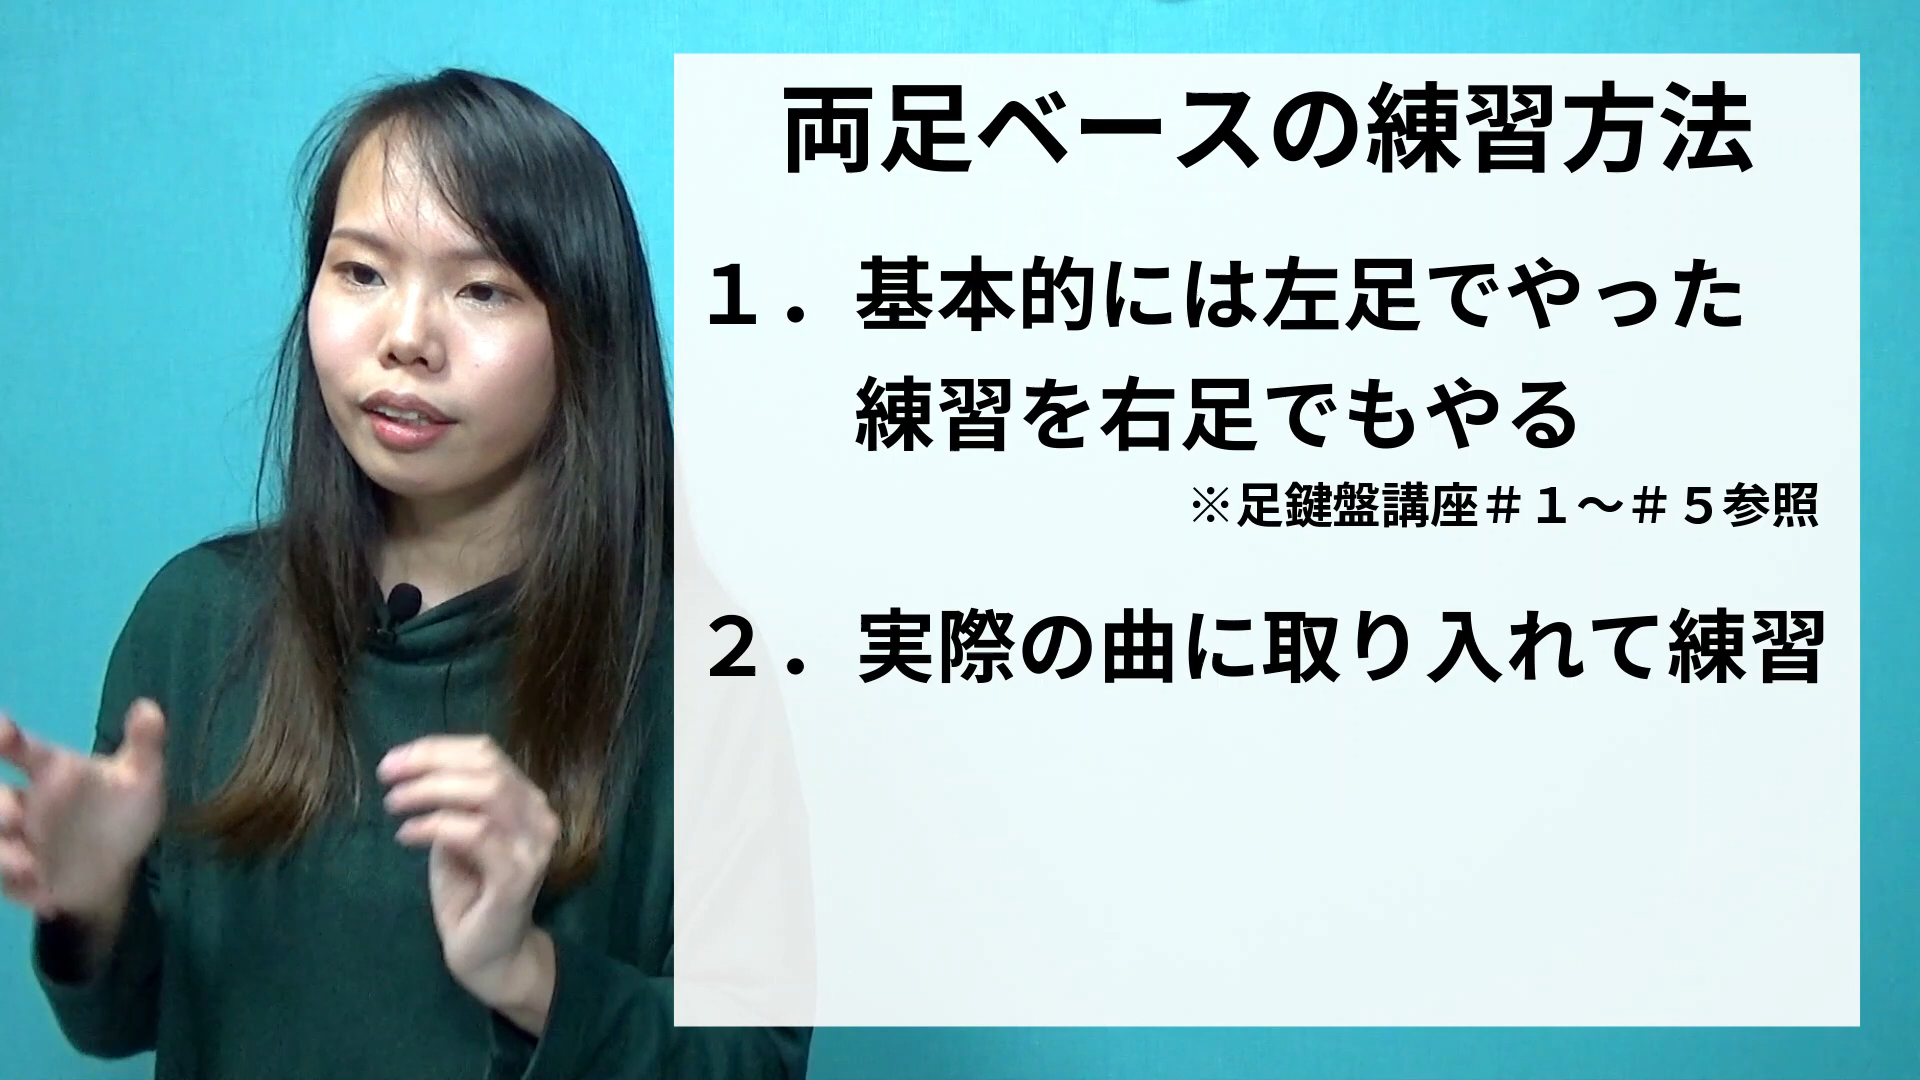 両足ベースの練習方法
１．基本的には左足でやった
練習を右足でもやる
※足鍵盤講座＃１～＃５参照
２．実際の曲に取り入れて練習